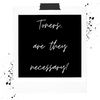 Toners,
are they
necessary?